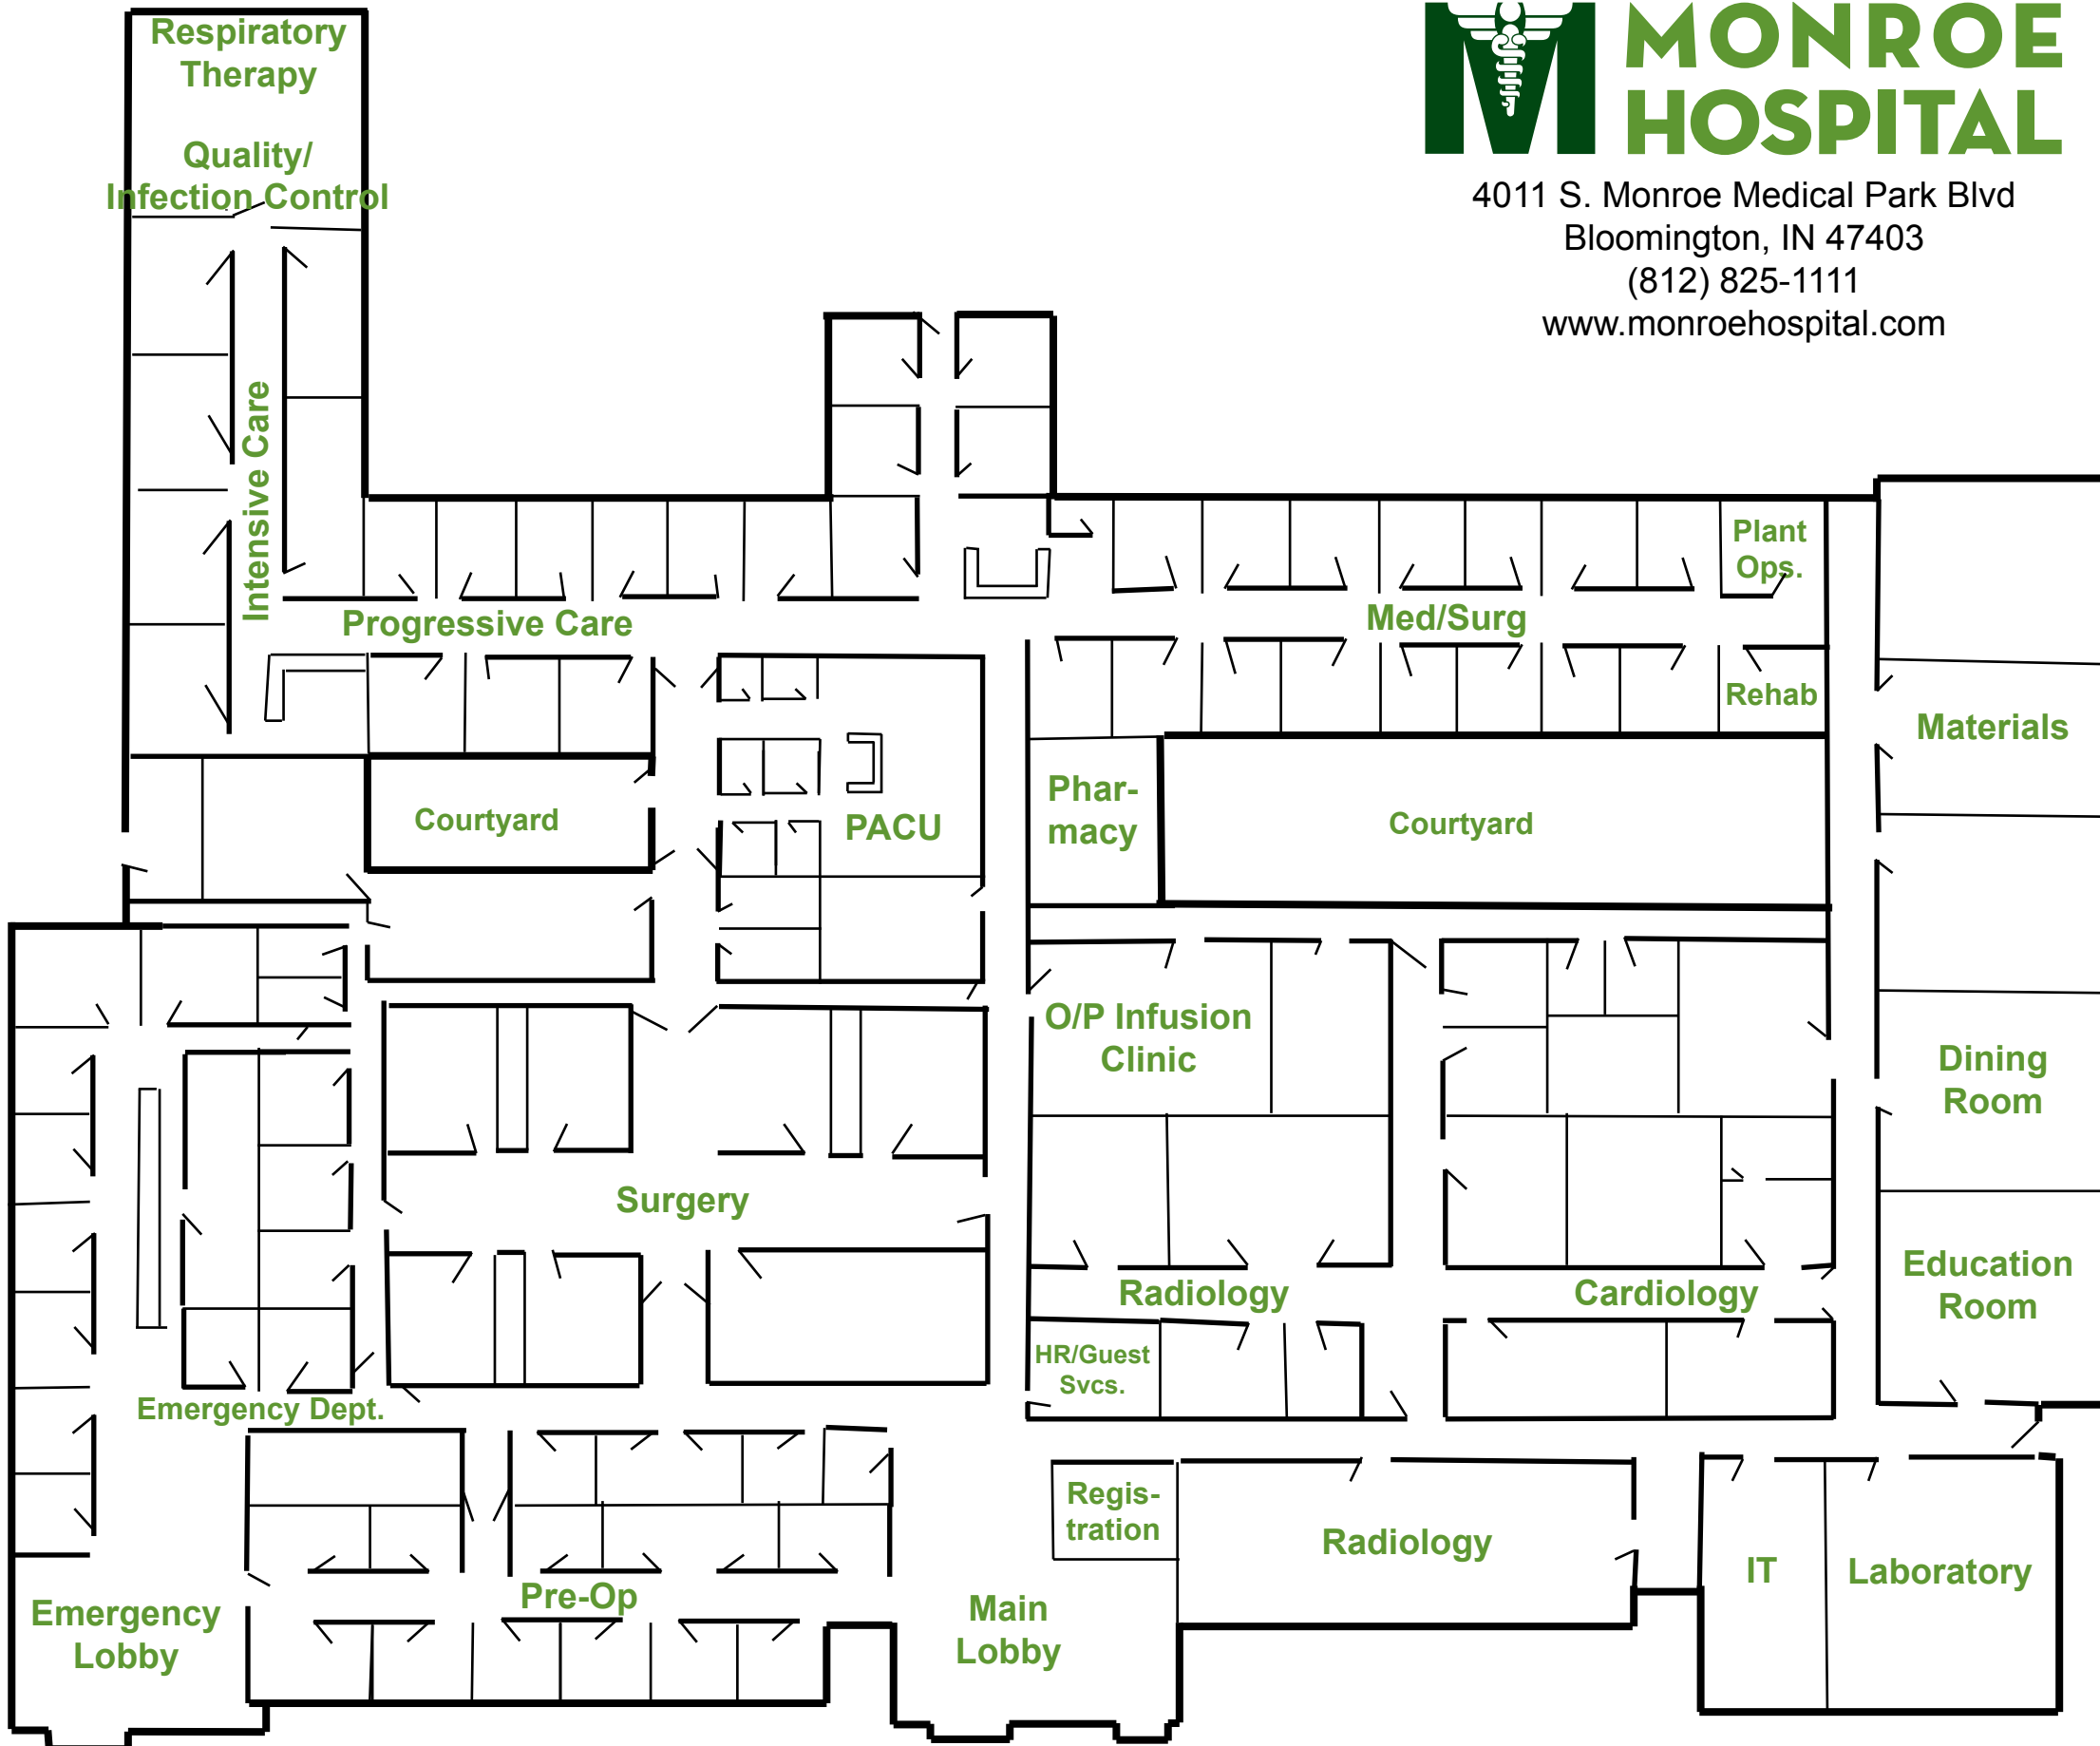 Respiratory
Therapy
Quality/
Infection Control
MONROE
HOSPITAL
4011 S. Monroe Medical Park Blvd
Bloomington, IN 47403
(812) 825-1111
www.monroehospital.com
Intensive Care
Progressive Care
Med/Surg
Plant
Ops.
Rehab
Materials
Courtyard
PACU
Phar-
macy
Courtyard
O/P Infusion
Clinic
Dining
Room
Surgery
Radiology
Cardiology
Education
Room
HR/Guest
Svcs.
Emergency Dept.
Regis-
tration
Radiology
IT
Laboratory
Pre-Op
Emergency
Lobby
Main
Lobby